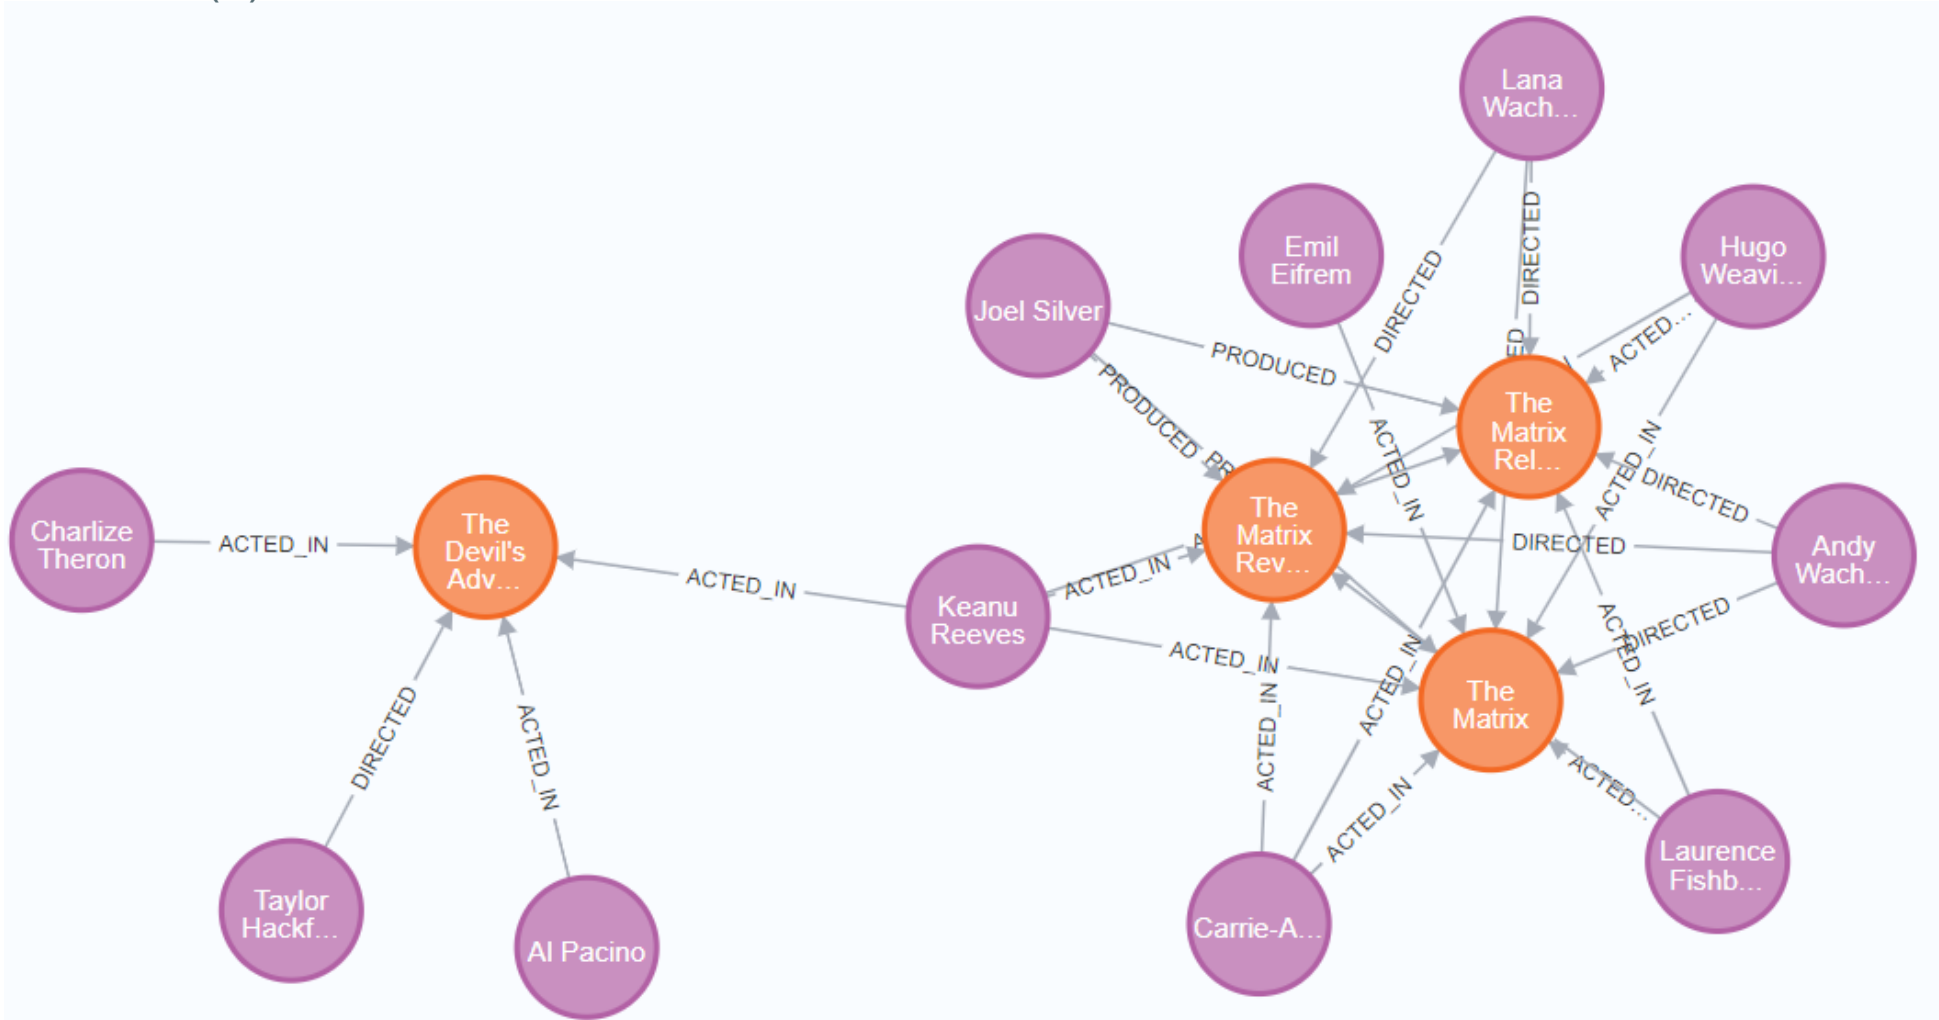 Lana
Wach...
Emil
Eifrem
Hugo
Weavi...
Joel Silver
DIRECTED
DIRECTED
ED
ACTED...
PRODUCED
PRODUCED
PR
The
Matrix
Rel...
ACTED_IN
ACTED_IN
DIRECTED
The
Matrix
Rev...
DIRECTED
Andy
Wach...
Charlize
Theron
ACTED_IN
The
Devil's
Adv...
ACTED_IN
Keanu
Reeves
ACTED_IN
ACTED_IN
ACTED_IN
DIRECTED
The
Matrix
ACTED_IN
ACTED_IN
ACTED_IN
ACTED...
DIRECTED
ACTED_IN
Taylor
Hackf...
Al Pacino
Carrie-A...
Laurence
Fishb...